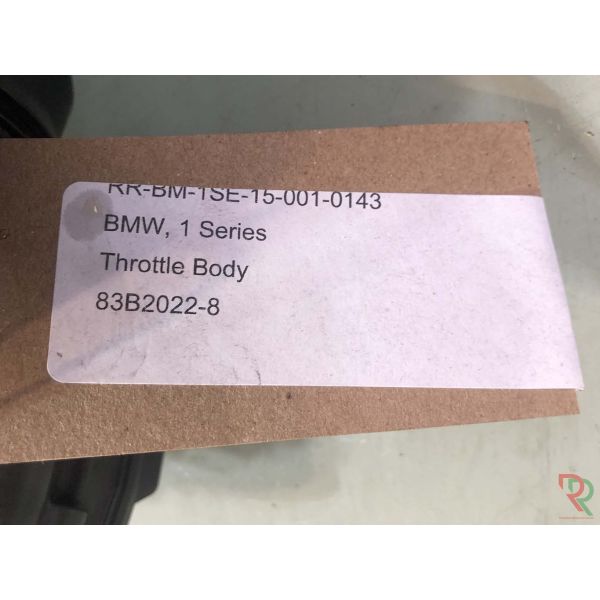 RR-BM-1SE-15-001-0143
BMW, 1 Series
Throttle Body
83B2022-8